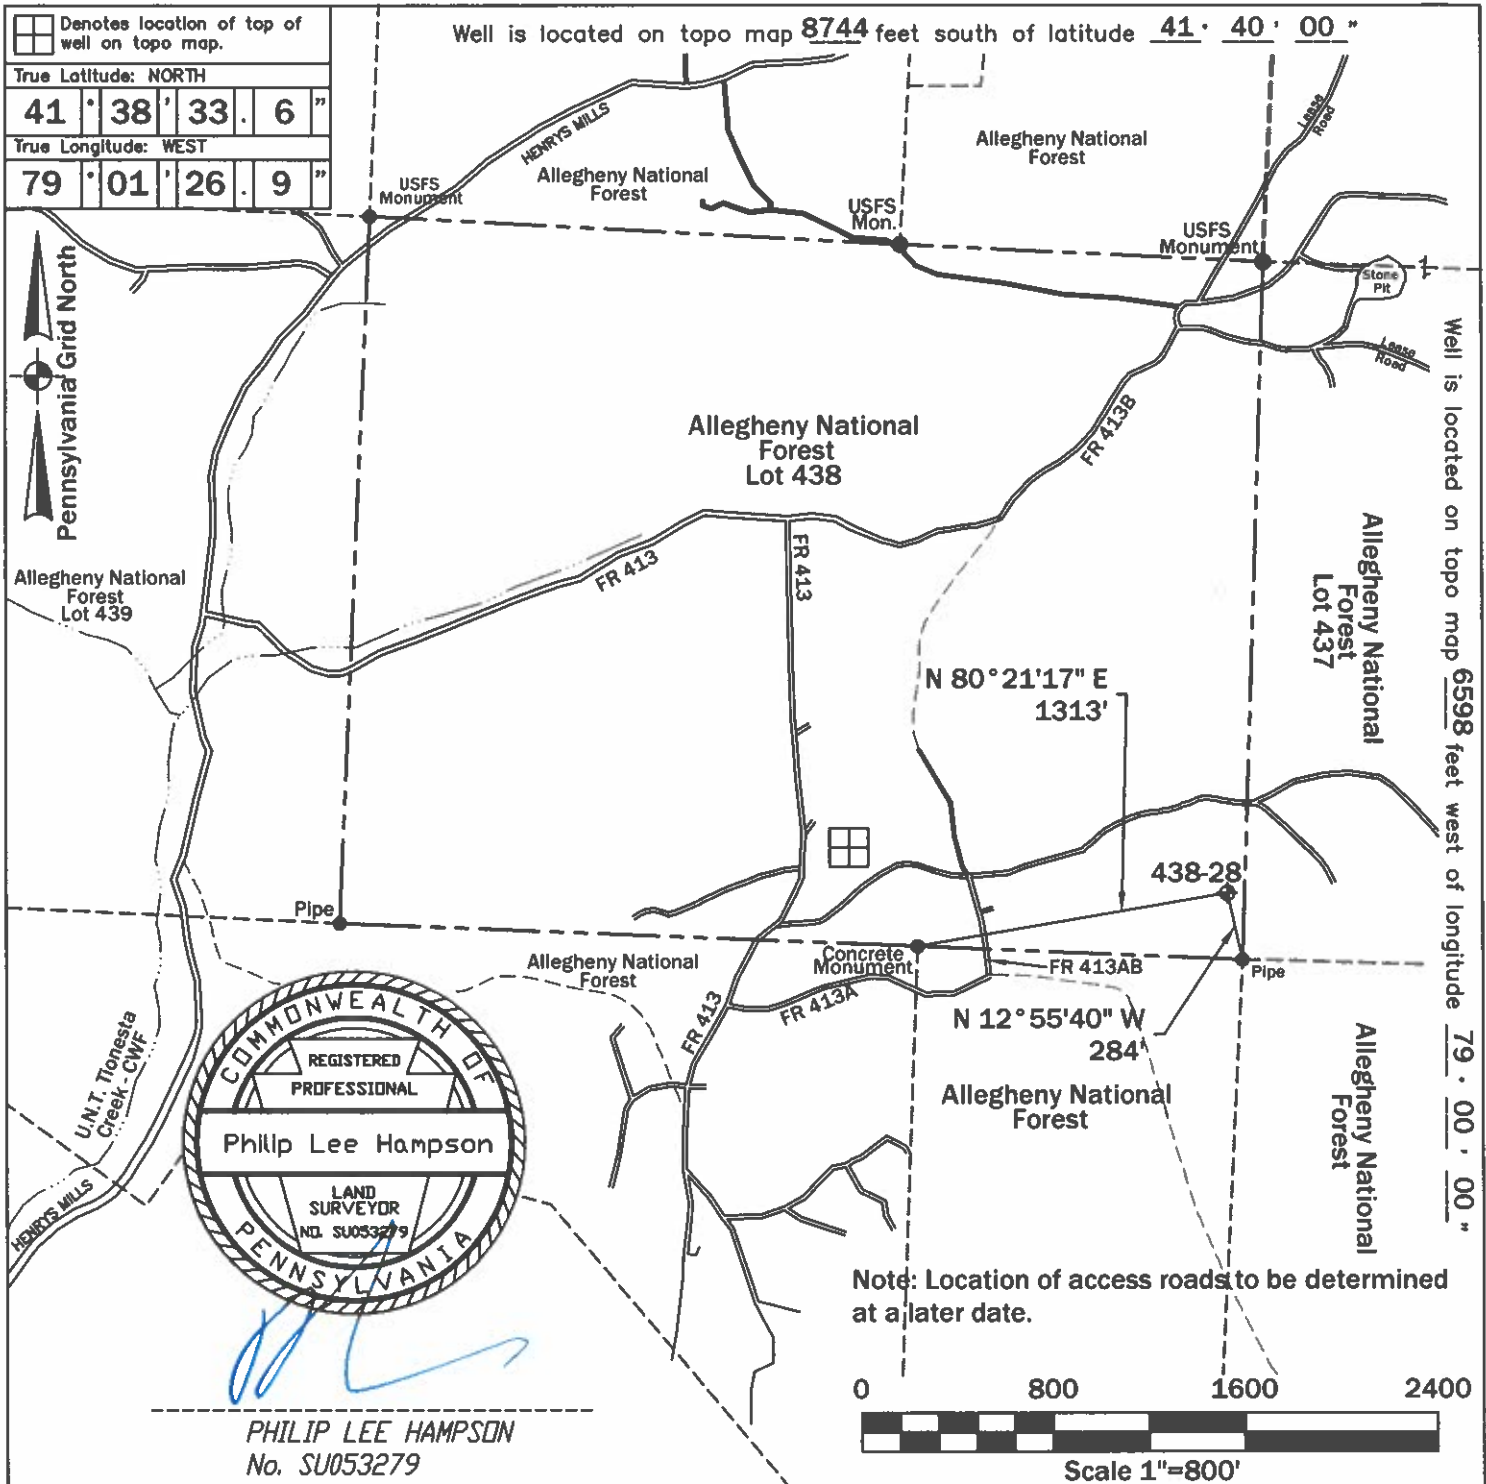 Denotes location of top of
well on topo map.
True Latitude: NORTH
41 ° 38 ' 33 . 6 "
True Longitude: WEST
79 ° 01 ' 26 . 9 "
Well is located on topo map 8744 feet south of latitude 41° 40 ' 00 "
HENRYS MILLS
Allegheny National
Forest
Allegheny National
Forest
Lease
Road
USFS
Monument
USFS
Mon.
USFS
Monument
Stone
Pit
1
Lease
Road
Pennsylvania Grid North
Well is located on topo map 6598 feet west of longitude 79 ° 00 ' 00 "
Allegheny National
Forest
Lot 438
FR 413B
FR 413
FR 413
Allegheny National
Forest
Lot 439
Allegheny National
Forest
Lot 437
N 80°21'17" E
1313'
438-28
Pipe
Concrete
Monument
FR 413AB
Pipe
Allegheny National
Forest
FR 413A
FR 413
N 12°55'40" W
284'
Allegheny National
Forest
Allegheny National
Forest
U.N.T. Tionesta
Creek - CWF
HENRYS MILLS
COMMONWEALTH OF
REGISTERED
PROFESSIONAL
Philip Lee Hampson
LAND
SURVEYOR
NO. SU053279
PENNSYLVANIA
Note: Location of access roads to be determined
at a later date.
PHILIP LEE HAMPSON
No. SU053279
0 800 1600 2400
Scale 1"=800'